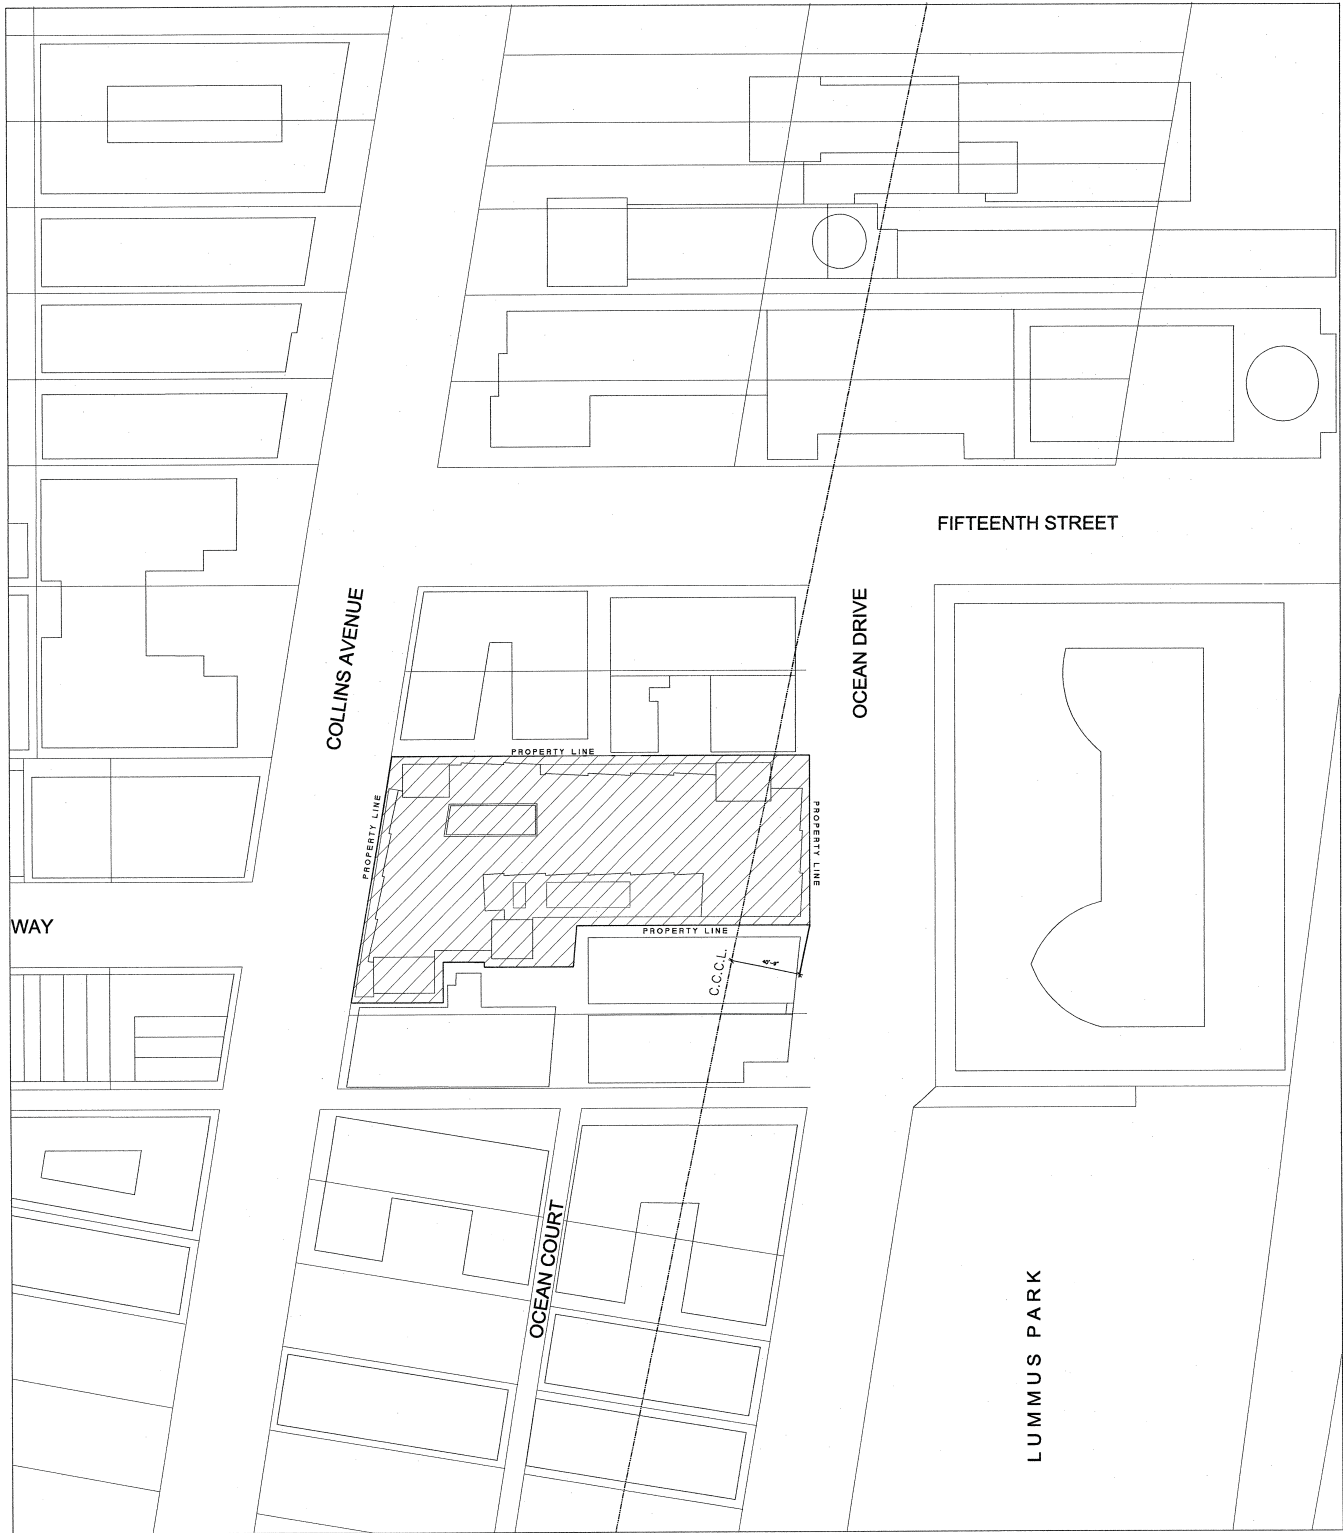 FIFTEENTH STREET
COLLINS AVENUE
OCEAN DRIVE
PROPERTY LINE
PROPERTY LINE
PROPERTY LINE
WAY
PROPERTY LINE
C.C.C.L.
OCEAN COURT
LUMMUS PARK